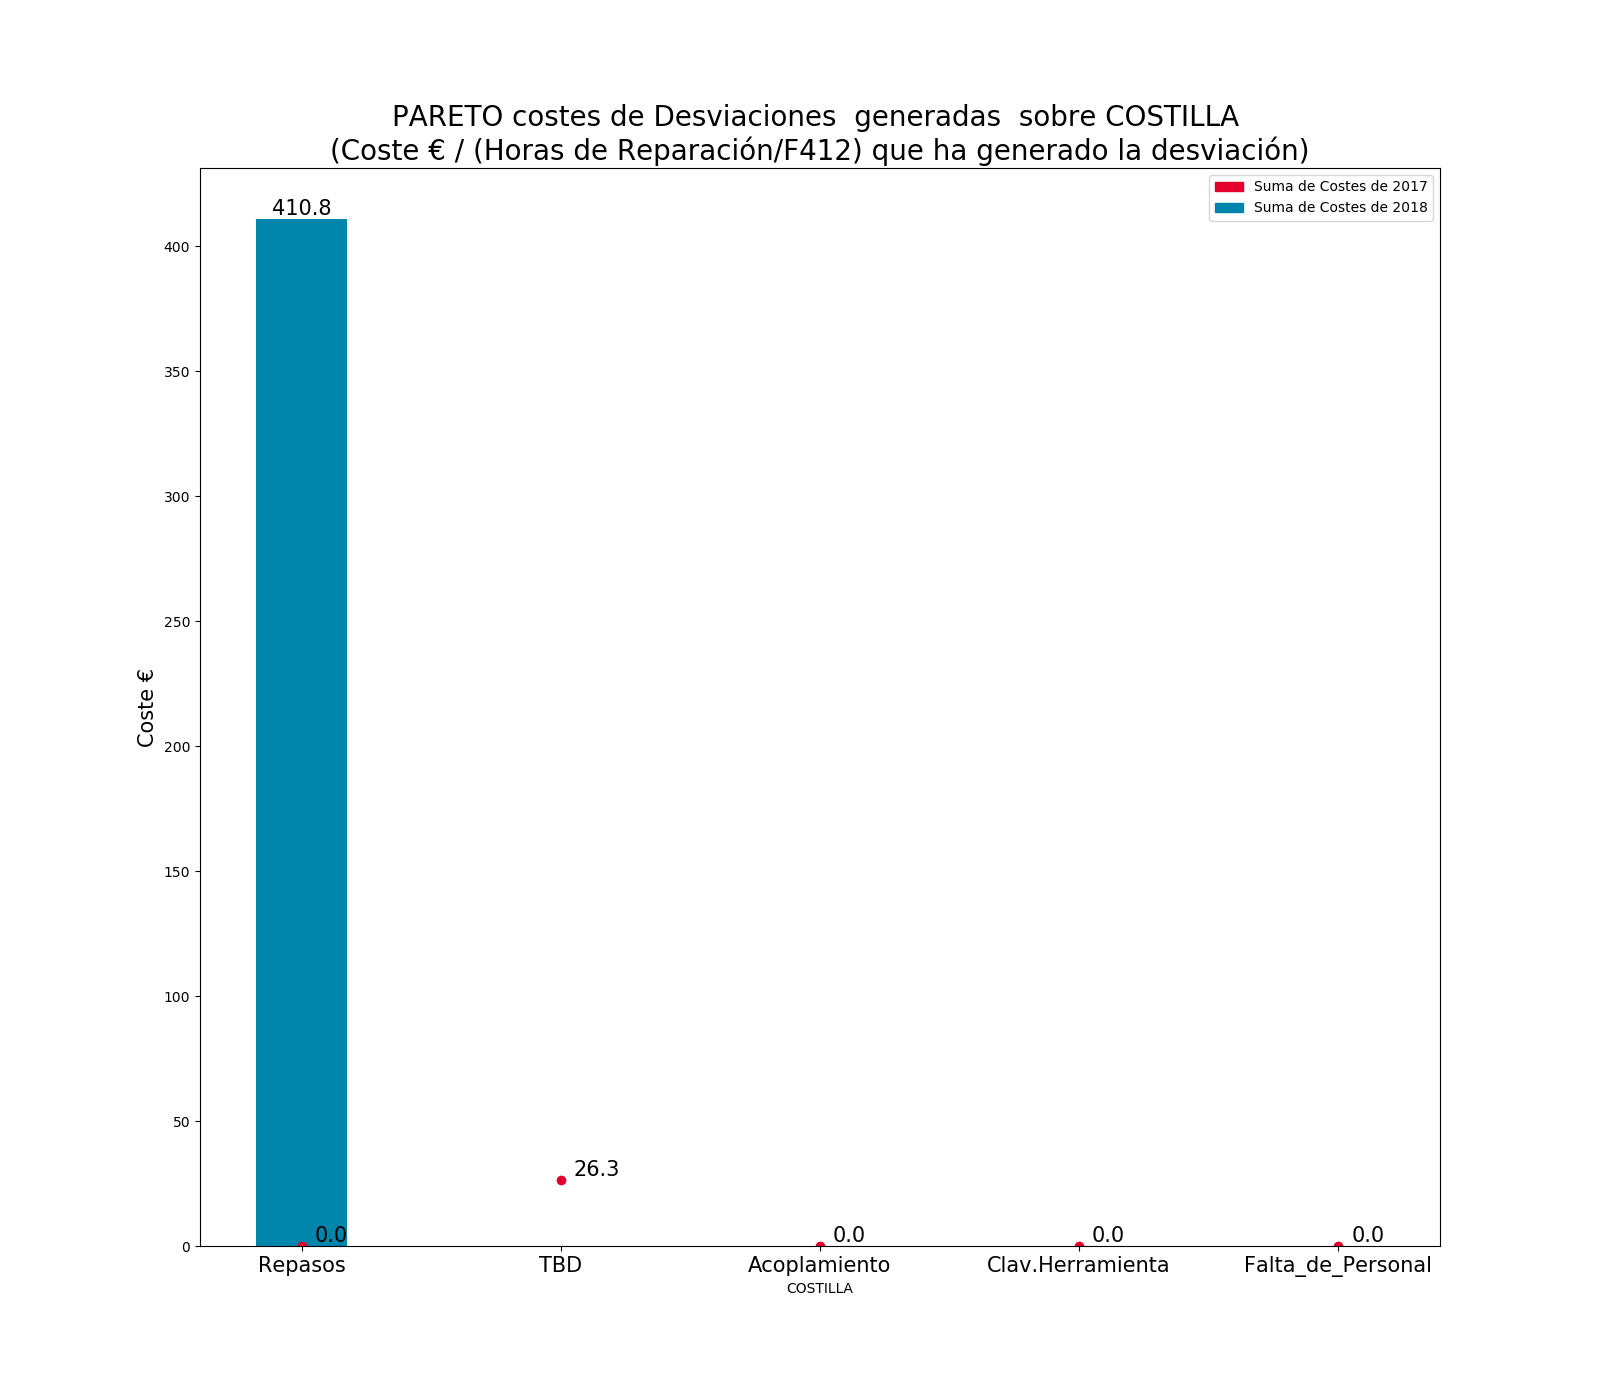 PARETO costes de Desviaciones  generadas  sobre COSTILLA
(Coste € / (Horas de Reparación/F412) que ha generado la desviación)
Suma de Costes de 2017
Suma de Costes de 2018
410.8
400
350
300
250
200
150
100
50
0
Coste €
26.3
0.0
0.0
0.0
0.0
Repasos
TBD
Acoplamiento
Clav.Herramienta
Falta_de_Personal
COSTILLA